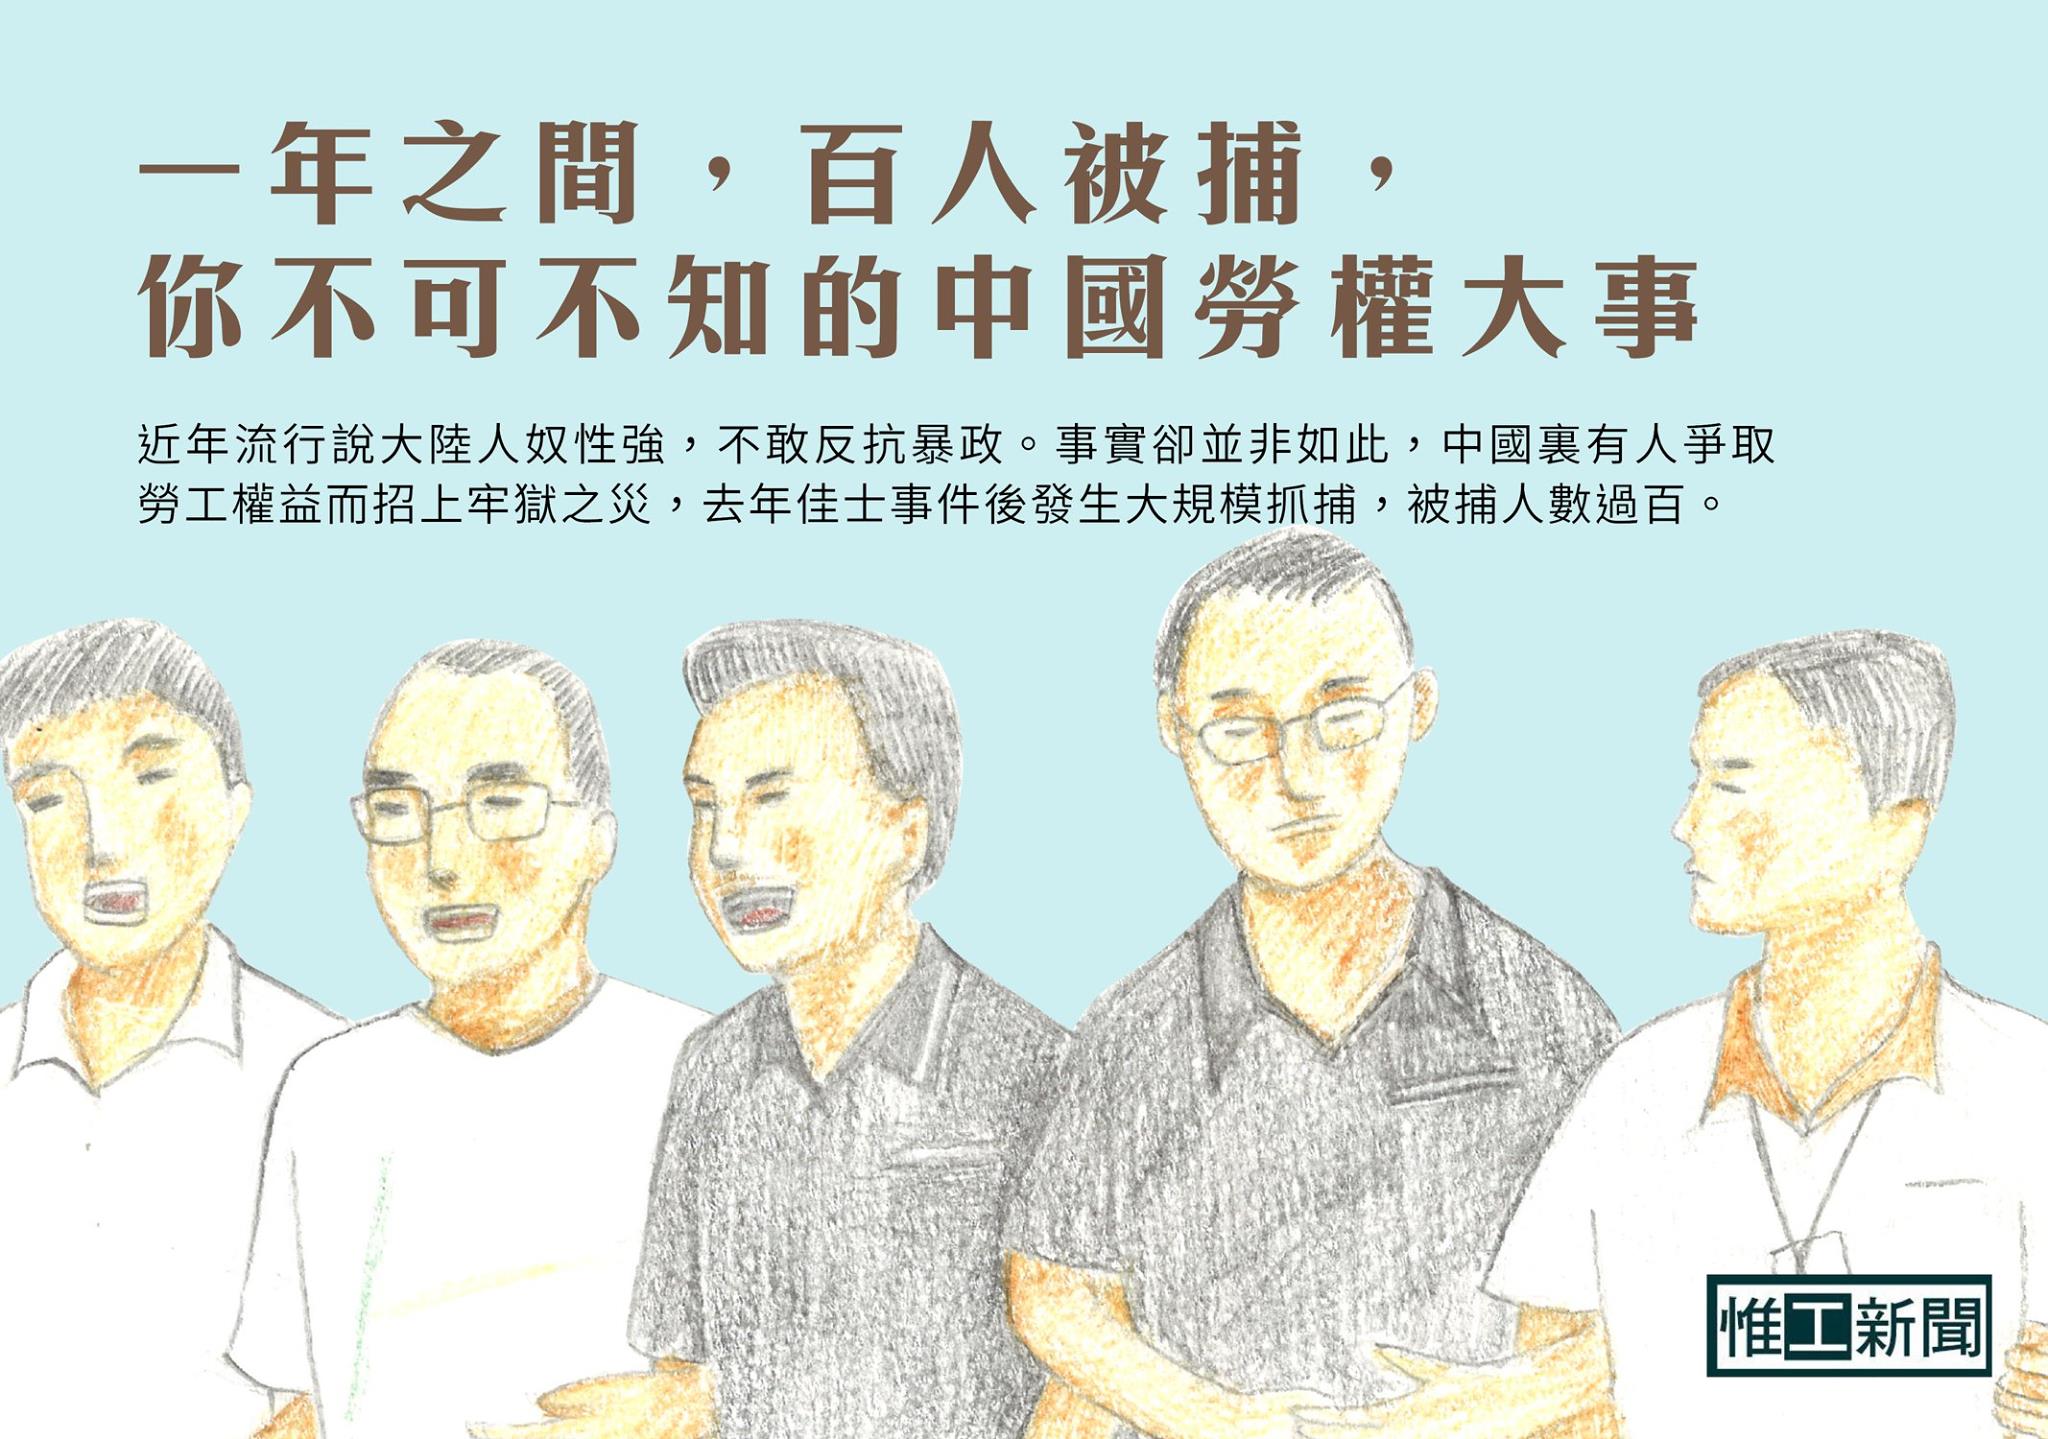 一年之間，百人被捕，
你不可不知的中國勞權大事
近年流行說大陸人奴性強，不敢反抗暴政。事實卻並非如此，中國裏有人爭取
勞工權益而招上牢獄之災，去年佳士事件後發生大規模抓捕，被捕人數過百。
惟工新聞